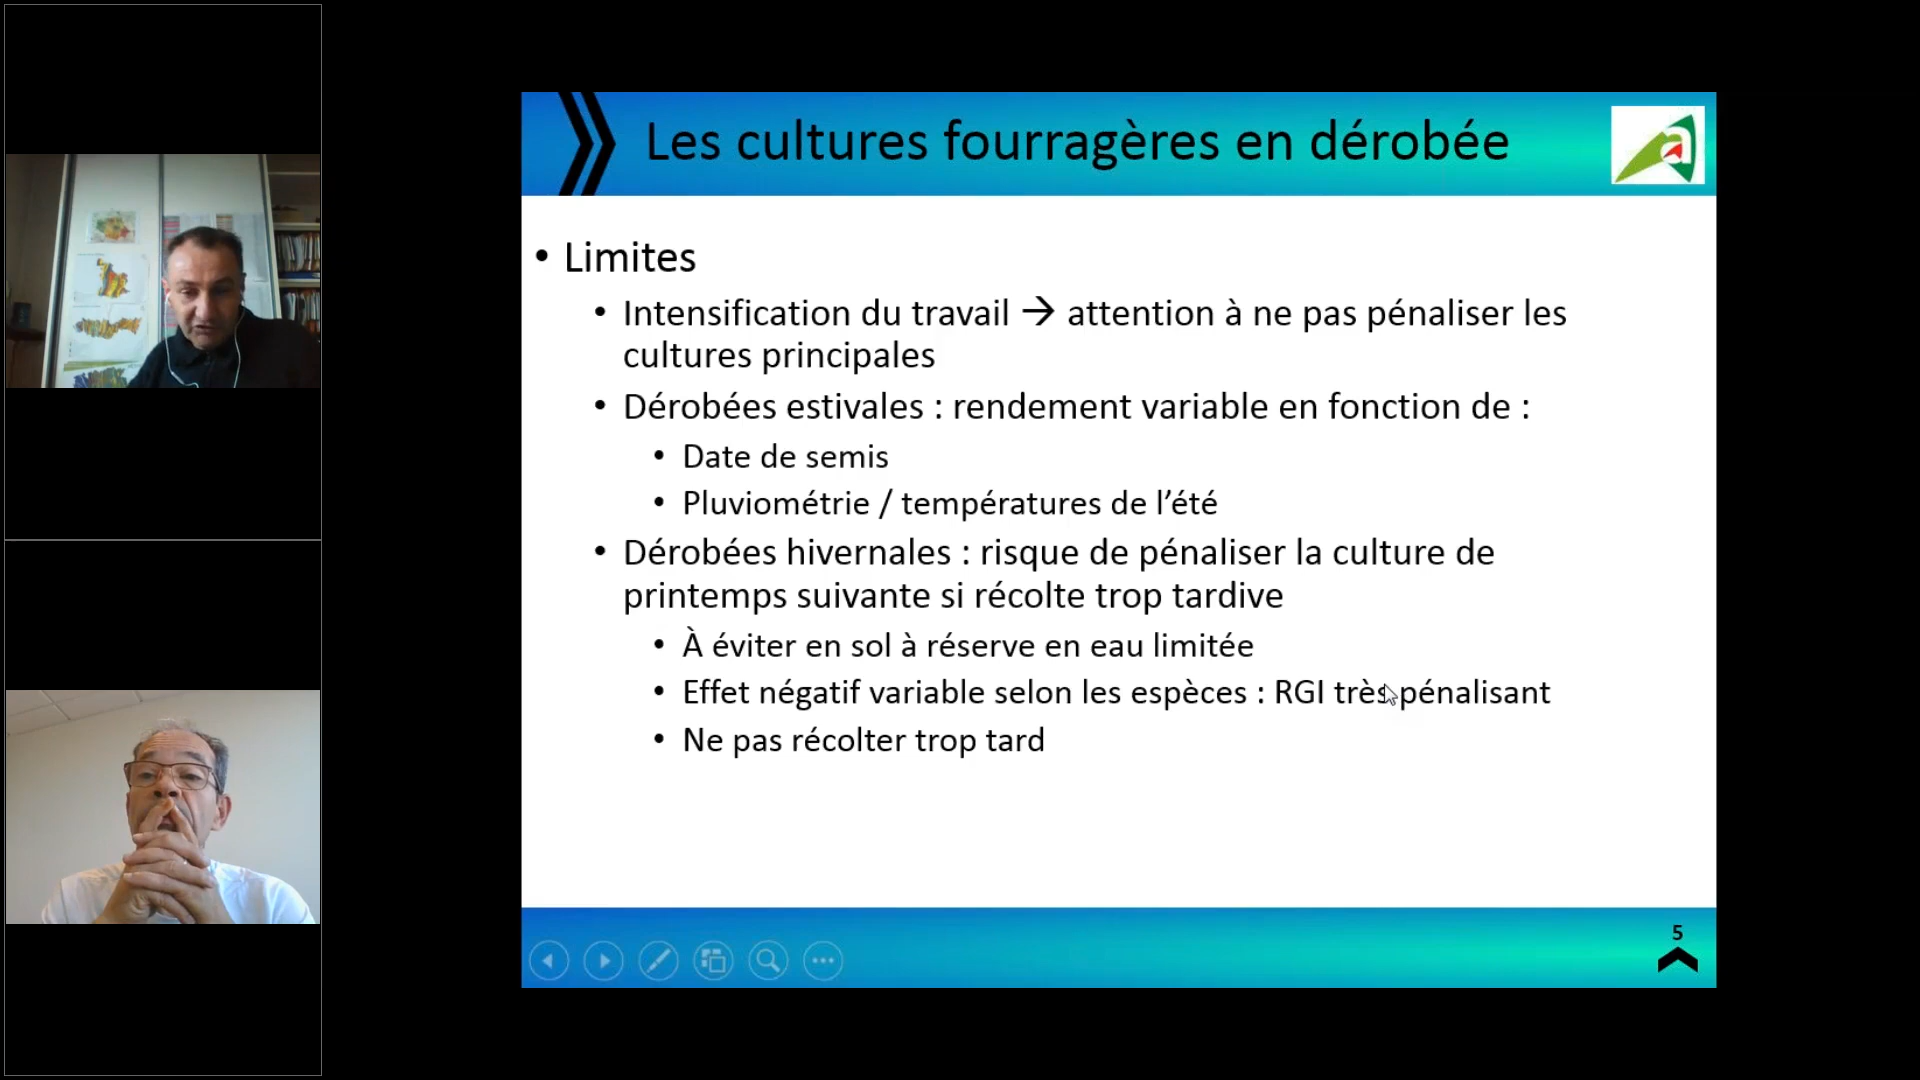 Les cultures fourragères en dérobée
• Limites
• Intensification du travail → attention à ne pas pénaliser les
cultures principales
• Dérobées estivales : rendement variable en fonction de :
• Date de semis
• Pluviométrie / températures de l’été
• Dérobées hivernales : risque de pénaliser la culture de
printemps suivante si récolte trop tardive
• À éviter en sol à réserve en eau limitée
• Effet négatif variable selon les espèces : RGI très pénalisant
• Ne pas récolter trop tard
5